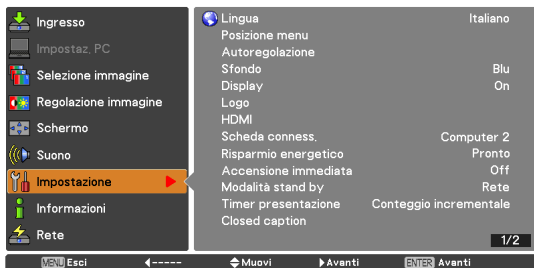 Ingresso
Impostaz. PC
Selezione immagine
Regolazione immagine
Schermo
Suono
Impostazione
Informazioni
Rete
Lingua Italiano
Posizione menu
Autoregolazione
Sfondo Blu
Display On
Logo
HDMI
Scheda conness. Computer 2
Risparmio energetico Pronto
Accensione immediata Off
Modalità stand by Rete
Timer presentazione Conteggio incrementale
Closed caption
1/2
MENU Esci ----- Muovi Avanti ENTER Avanti